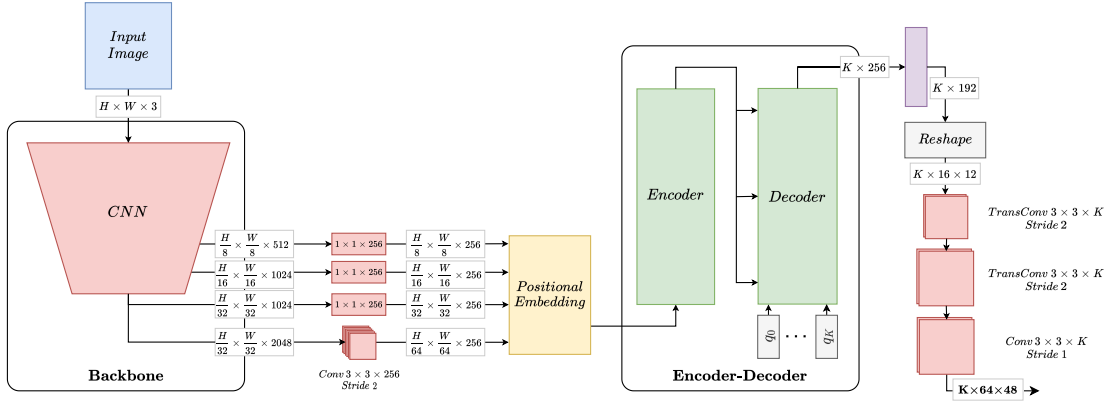 Input
Image
H × W × 3
CNN
Backbone
H/8 × W/8 × 512
1 × 1 × 256
H/8 × W/8 × 256
H/16 × W/16 × 1024
1 × 1 × 256
H/16 × W/16 × 256
H/32 × W/32 × 1024
1 × 1 × 256
H/32 × W/32 × 256
H/32 × W/32 × 2048
Conv 3 × 3 × 256
Stride 2
H/64 × W/64 × 256
Positional
Embedding
Encoder
Decoder
q_0
...
q_K
Encoder-Decoder
K × 256
K × 192
Reshape
K × 16 × 12
TransConv 3 × 3 × K
Stride 2
TransConv 3 × 3 × K
Stride 2
Conv 3 × 3 × K
Stride 1
K×64×48